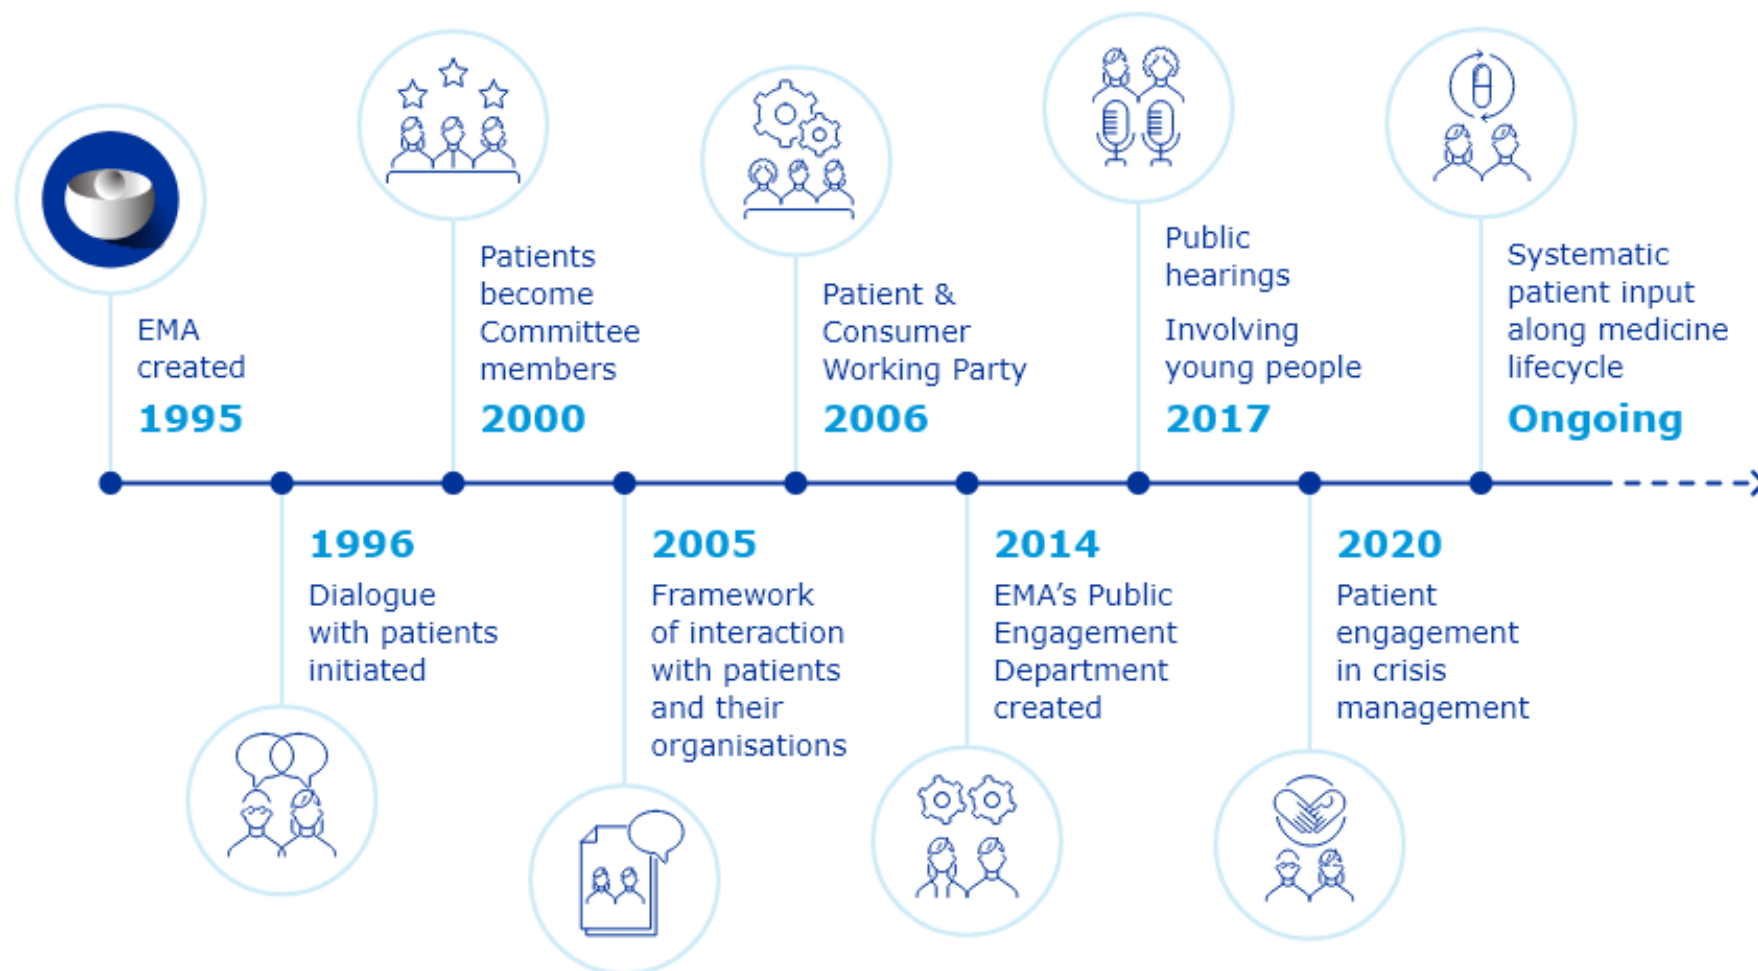 EMA
created
1995
1996
Dialogue
with patients
initiated
Patients
become
Committee
members
2000
2005
Framework
of interaction
with patients
and their
organisations
Patient &
Consumer
Working Party
2006
2014
EMA’s Public
Engagement
Department
created
Public
hearings
Involving
young people
2017
2020
Patient
engagement
in crisis
management
Systematic
patient input
along medicine
lifecycle
Ongoing